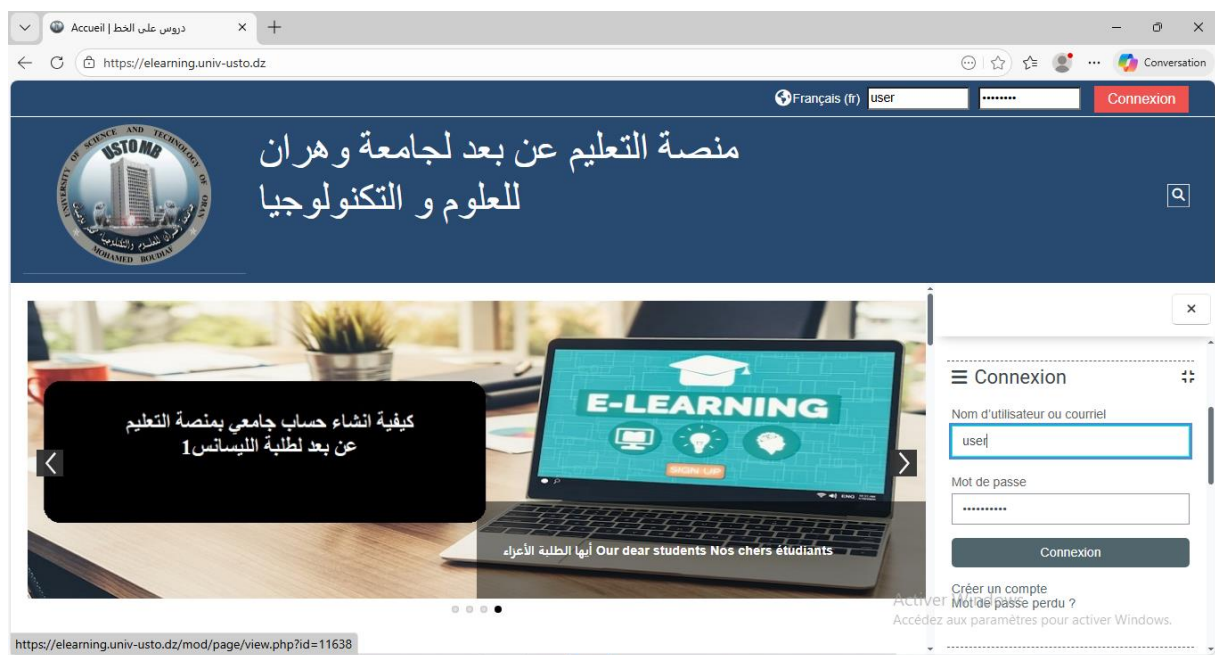 دروس على الخط | Accueil
https://elearning.univ-usto.dz
Conversation
Français (fr) user •••••••• Connexion
UNIVERSITY OF SCIENCE AND TECHNOLOGY OF ORAN
USTO MB
MOHAMED BOUDIAF
منصة التعليم عن بعد لجامعة وهران
للعلوم و التكنولوجيا
كيفية انشاء حساب جامعي بمنصة التعليم
عن بعد لطلبة الليسانس1
E-LEARNING
SIGN UP
أيها الطلبة الأعزاء Our dear students Nos chers étudiants
Connexion
Nom d'utilisateur ou courriel
user
Mot de passe
••••••••••
Connexion
Créer un compte
Mot de passe perdu ?
Activer Windows
Accédez aux paramètres pour activer Windows.
https://elearning.univ-usto.dz/mod/page/view.php?id=11638